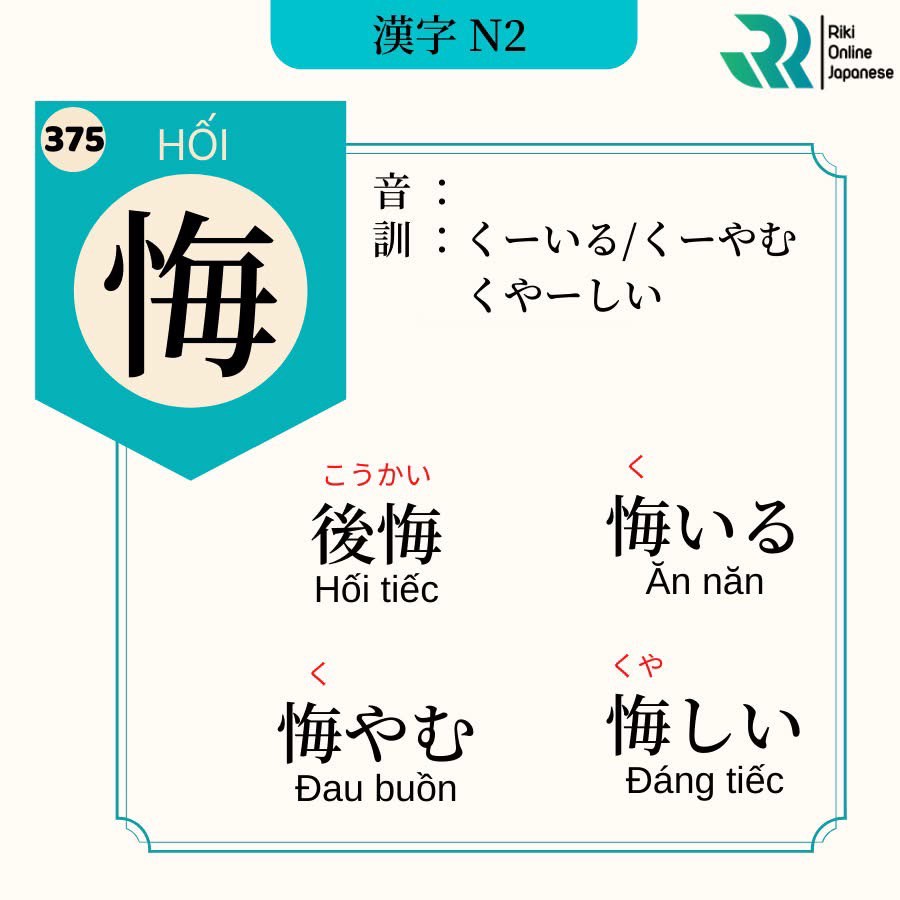 漢字 N2
Riki
Online
Japanese
375
HỐI
悔
音 ：
訓 ：くーいる/くーやむ
くやーしい
こうかい
後悔
Hối tiếc
く
悔いる
Ăn năn
く
悔やむ
Đau buồn
くや
悔しい
Đáng tiếc